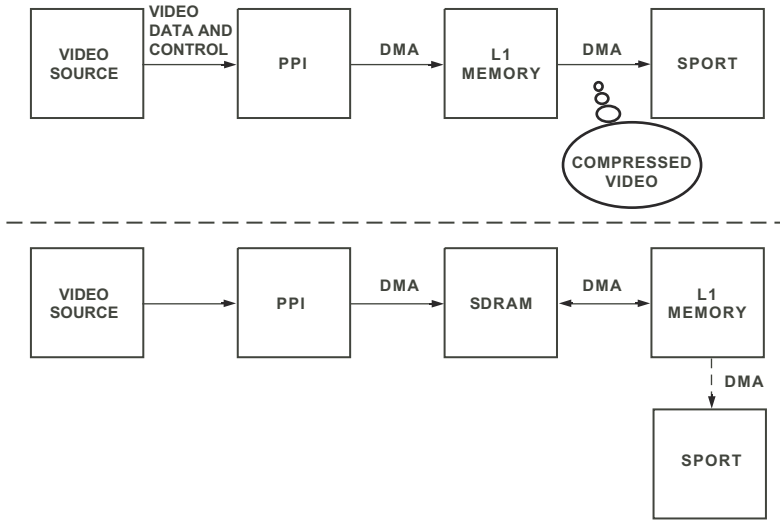 VIDEO
DATA AND
CONTROL
VIDEO
SOURCE
PPI
DMA
L1
MEMORY
DMA
SPORT
COMPRESSED
VIDEO
VIDEO
SOURCE
PPI
DMA
SDRAM
DMA
L1
MEMORY
DMA
SPORT